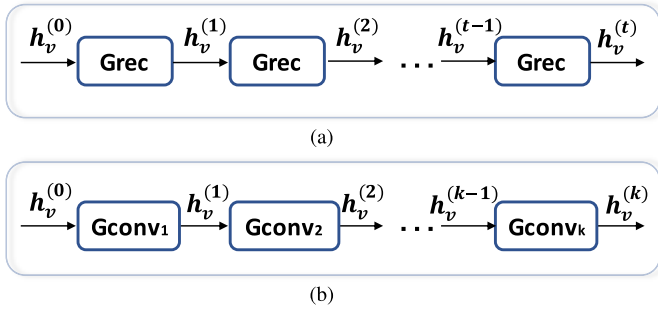 h_v^{(0)} h_v^{(1)} h_v^{(2)} h_v^{(t−1)} h_v^{(t)}
Grec Grec ... Grec
(a)
h_v^{(0)} h_v^{(1)} h_v^{(2)} h_v^{(k−1)} h_v^{(k)}
Gconv₁ Gconv₂ ... Gconvₖ
(b)